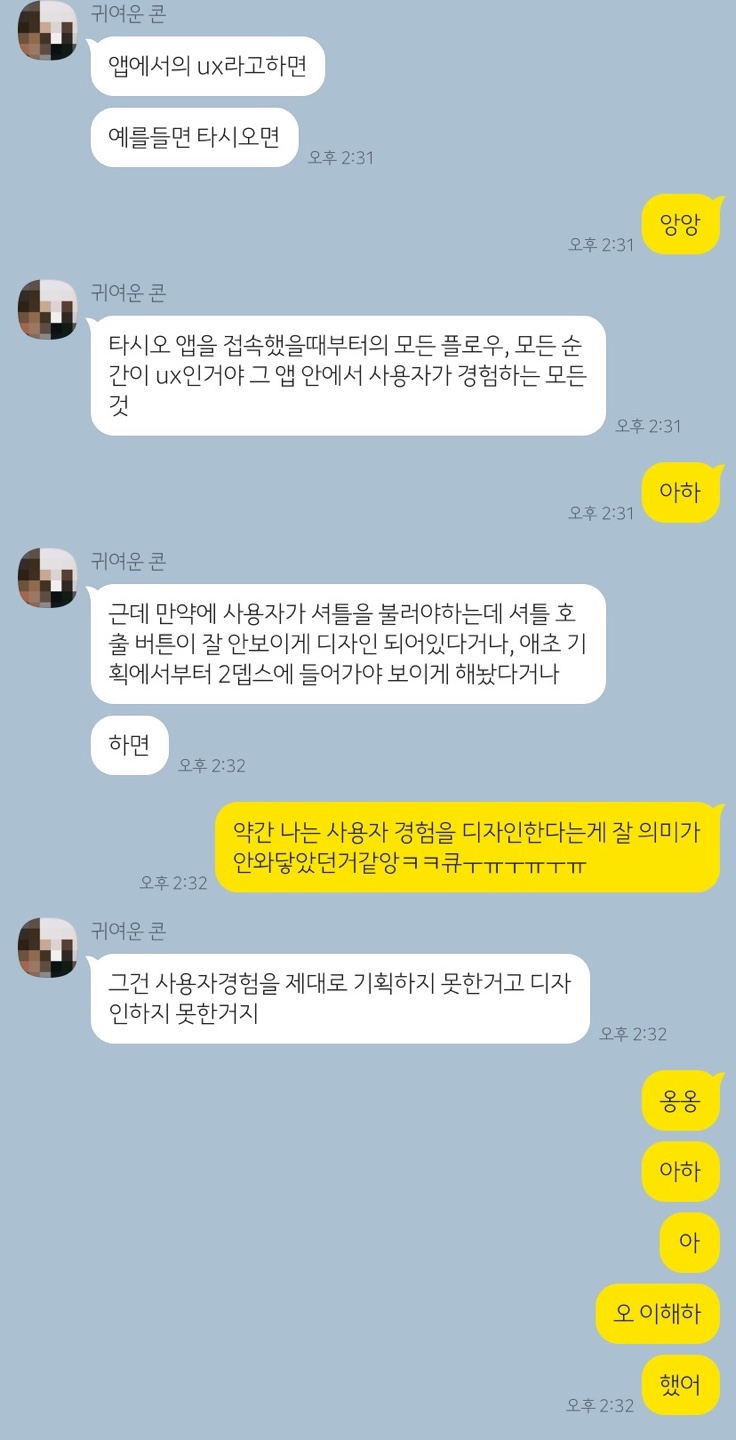 귀여운 콘
앱에서의 ux라고하면
예를들면 타시오면
오후 2:31
앙앙
오후 2:31
귀여운 콘
타시오 앱을 접속했을때부터의 모든 플로우, 모든 순
간이 ux인거야 그 앱 안에서 사용자가 경험하는 모든
것
오후 2:31
아하
오후 2:31
귀여운 콘
근데 만약에 사용자가 셔틀을 불러야하는데 셔틀 호
출 버튼이 잘 안보이게 디자인 되어있다거나, 애초 기
획에서부터 2뎁스에 들어가야 보이게 해놨다거나
하면
오후 2:32
약간 나는 사용자 경험을 디자인한다는게 잘 의미가
안와닿았던거같앙ㅋㅋ큐ㅜㅠㅜㅠㅜㅠ
오후 2:32
귀여운 콘
그건 사용자경험을 제대로 기획하지 못한거고 디자
인하지 못한거지
오후 2:32
옹옹
아하
아
오 이해하
했어
오후 2:32